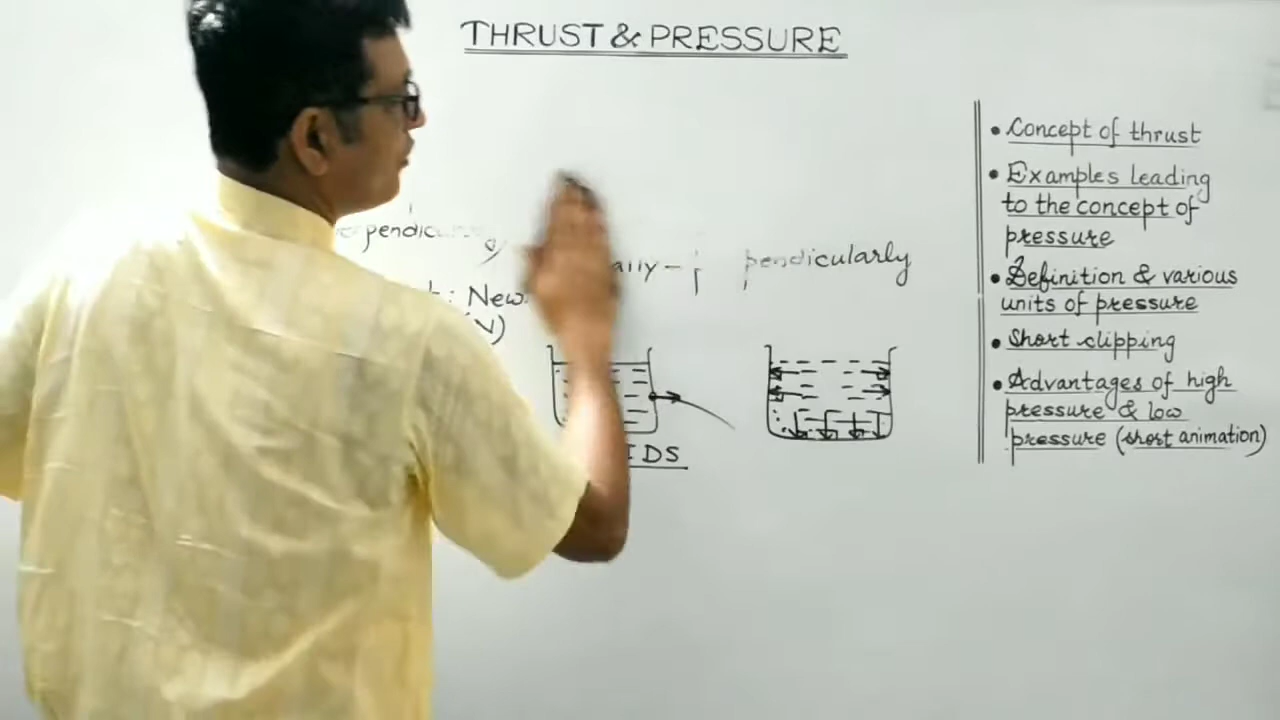 THRUST & PRESSURE
pendicularly
N)
IDS
• Concept of thrust
• Examples leading
to the concept of
pressure
• Definition & various
units of pressure
• Short clipping
• Advantages of high
pressure & low
pressure (short animation)